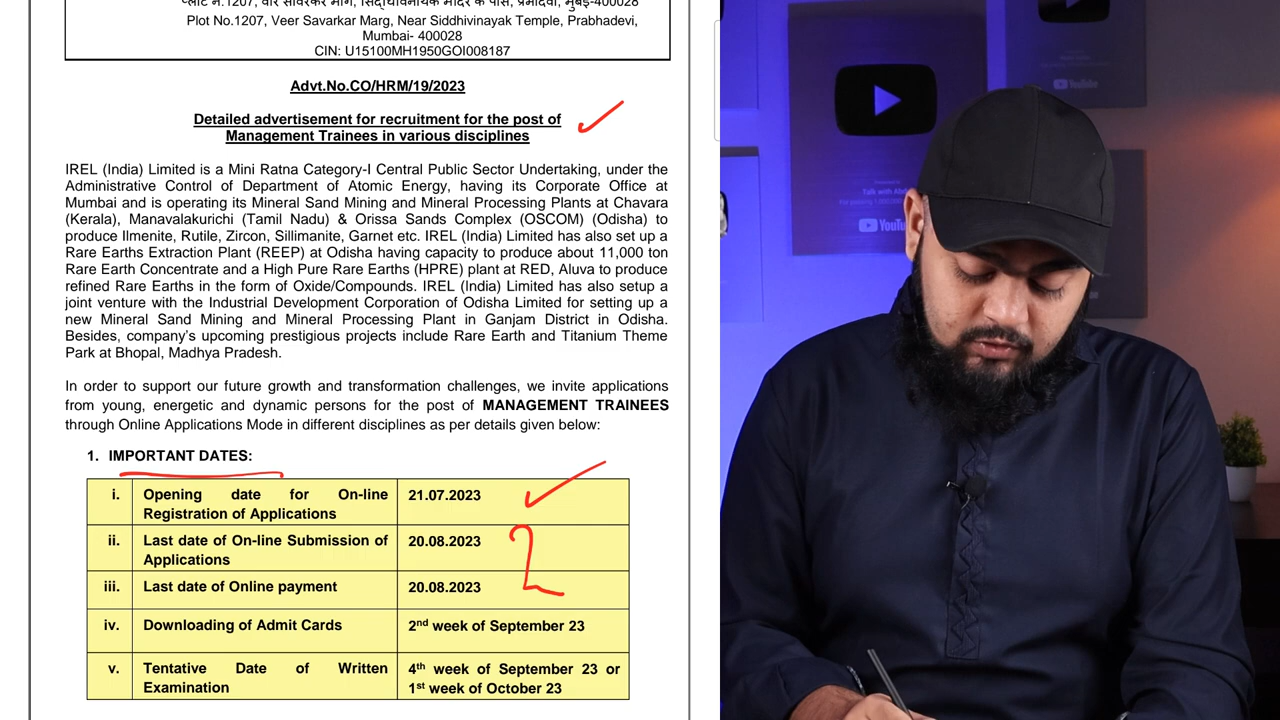 प्लॉट नं.1207, वीर सावरकर मार्ग, सिद्धिविनायक मंदिर के पास, प्रभादेवी, मुंबई-400028
Plot No.1207, Veer Savarkar Marg, Near Siddhivinayak Temple, Prabhadevi,
Mumbai- 400028
CIN: U15100MH1950GOI008187
Advt.No.CO/HRM/19/2023
Detailed advertisement for recruitment for the post of
Management Trainees in various disciplines
IREL (India) Limited is a Mini Ratna Category-I Central Public Sector Undertaking, under the
Administrative Control of Department of Atomic Energy, having its Corporate Office at
Mumbai and is operating its Mineral Sand Mining and Mineral Processing Plants at Chavara
(Kerala), Manavalakurichi (Tamil Nadu) & Orissa Sands Complex (OSCOM) (Odisha) to
produce Ilmenite, Rutile, Zircon, Sillimanite, Garnet etc. IREL (India) Limited has also set up a
Rare Earths Extraction Plant (REEP) at Odisha having capacity to produce about 11,000 ton
Rare Earth Concentrate and a High Pure Rare Earths (HPRE) plant at RED, Aluva to produce
refined Rare Earths in the form of Oxide/Compounds. IREL (India) Limited has also setup a
joint venture with the Industrial Development Corporation of Odisha Limited for setting up a
new Mineral Sand Mining and Mineral Processing Plant in Ganjam District in Odisha.
Besides, company's upcoming prestigious projects include Rare Earth and Titanium Theme
Park at Bhopal, Madhya Pradesh.
In order to support our future growth and transformation challenges, we invite applications
from young, energetic and dynamic persons for the post of MANAGEMENT TRAINEES
through Online Applications Mode in different disciplines as per details given below:
1. IMPORTANT DATES:
i. Opening date for On-line 21.07.2023
Registration of Applications
ii. Last date of On-line Submission of 20.08.2023
Applications
iii. Last date of Online payment 20.08.2023
iv. Downloading of Admit Cards 2nd week of September 23
v. Tentative Date of Written 4th week of September 23 or
Examination 1st week of October 23
YouTube
Talk with
YouTube